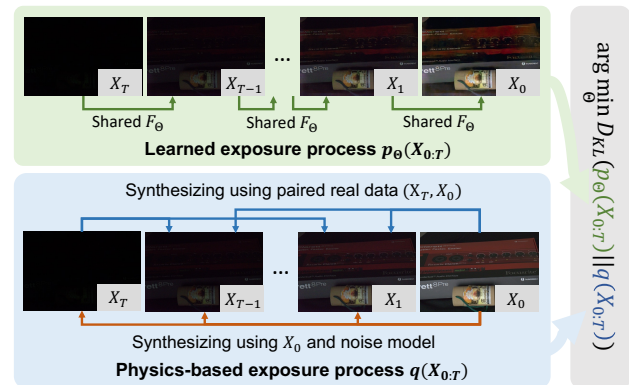 X_T
X_{T−1}
...
X_1
X_0
Shared F_Θ
Shared F_Θ
Shared F_Θ
Learned exposure process p_Θ(X_{0:T})
Synthesizing using paired real data (X_T, X_0)
X_T
X_{T−1}
...
X_1
X_0
Synthesizing using X_0 and noise model
Physics-based exposure process q(X_{0:T})
arg min_Θ D_{KL}(p_Θ(X_{0:T})||q(X_{0:T}))